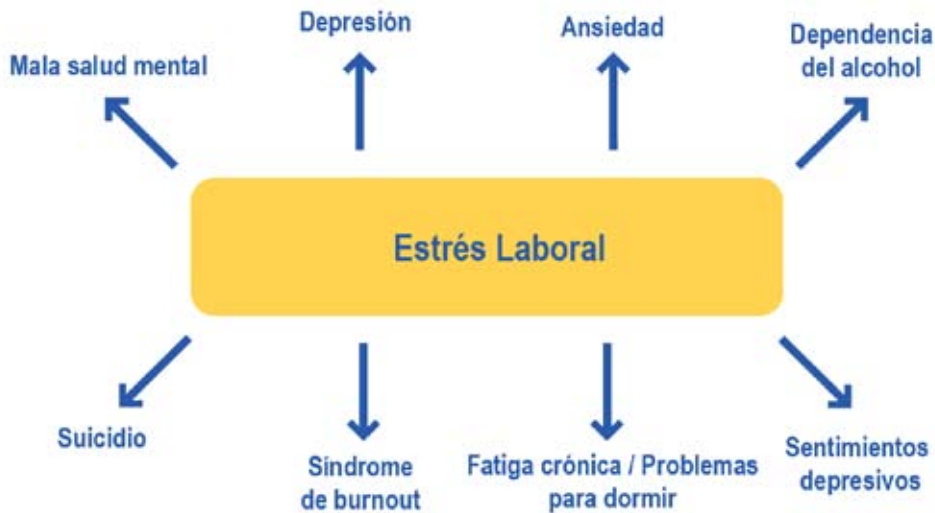 Mala salud mental
Depresión
Ansiedad
Dependencia
del alcohol
Estrés Laboral
Suicidio
Síndrome
de burnout
Fatiga crónica / Problemas
para dormir
Sentimientos
depresivos